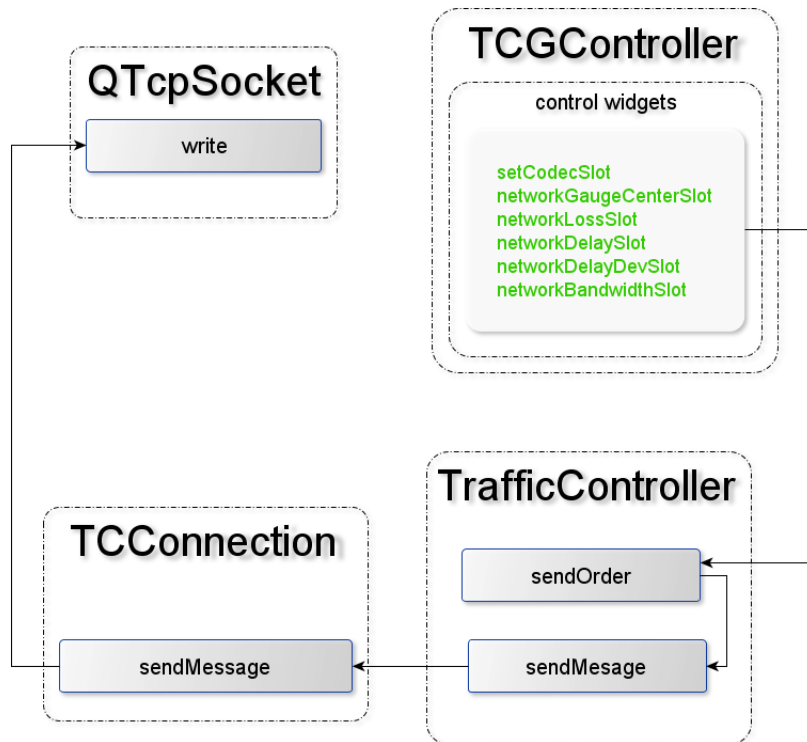 QTcpSocket
write
TCGController
control widgets
setCodecSlot
networkGaugeCenterSlot
networkLossSlot
networkDelaySlot
networkDelayDevSlot
networkBandwidthSlot
TCConnection
sendMessage
TrafficController
sendOrder
sendMesage